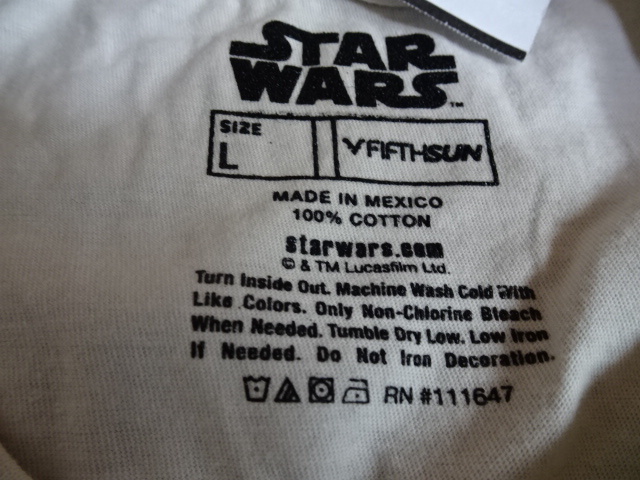 STAR
WARS™
SIZE
L
FIFTHSUN
MADE IN MEXICO
100% COTTON
starwars.com
© & TM Lucasfilm Ltd.
Turn Inside Out. Machine Wash Cold With
Like Colors. Only Non-Chlorine Bleach
When Needed. Tumble Dry Low. Low Iron
If Needed. Do Not Iron Decoration.
RN #111647